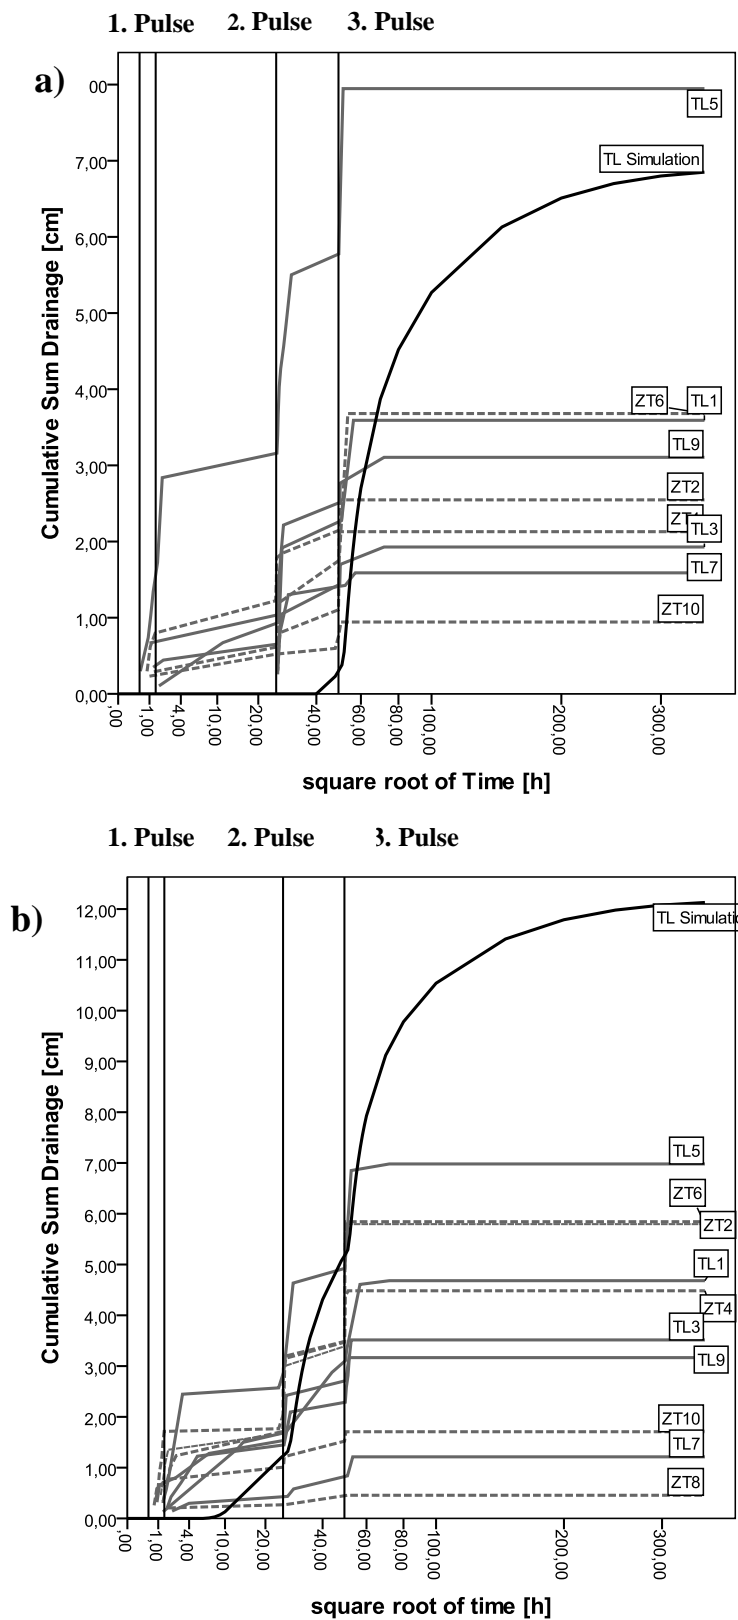 1. Pulse 2. Pulse 3. Pulse
a)
00
TL5
TL Simulation
7,00
6,00
5,00
4,00
ZT6 TL1
TL9
3,00
ZT2
TL3
2,00
TL7
1,00
ZT10
0,00
Cumulative Sum Drainage [cm]
,00 1,00 4,00 10,00 20,00 40,00 60,00 80,00 100,00 200,00 300,00
square root of Time [h]
1. Pulse 2. Pulse 3. Pulse
b)
12,00
TL Simulati
11,00
10,00
9,00
8,00
7,00
TL5
ZT6
6,00
ZT2
5,00
TL1
ZT4
4,00
TL3
TL9
3,00
2,00
ZT10
TL7
1,00
ZT8
0,00
Cumulative Sum Drainage [cm]
,00 1,00 4,00 10,00 20,00 40,00 60,00 80,00 100,00 200,00 300,00
square root of time [h]